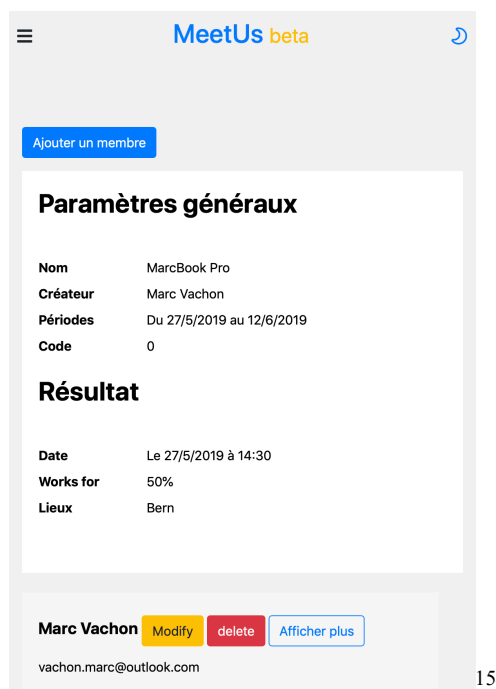 MeetUs beta
Ajouter un membre
Paramètres généraux
Nom MarcBook Pro
Créateur Marc Vachon
Périodes Du 27/5/2019 au 12/6/2019
Code 0
Résultat
Date Le 27/5/2019 à 14:30
Works for 50%
Lieux Bern
Marc Vachon Modify delete Afficher plus
vachon.marc@outlook.com
15